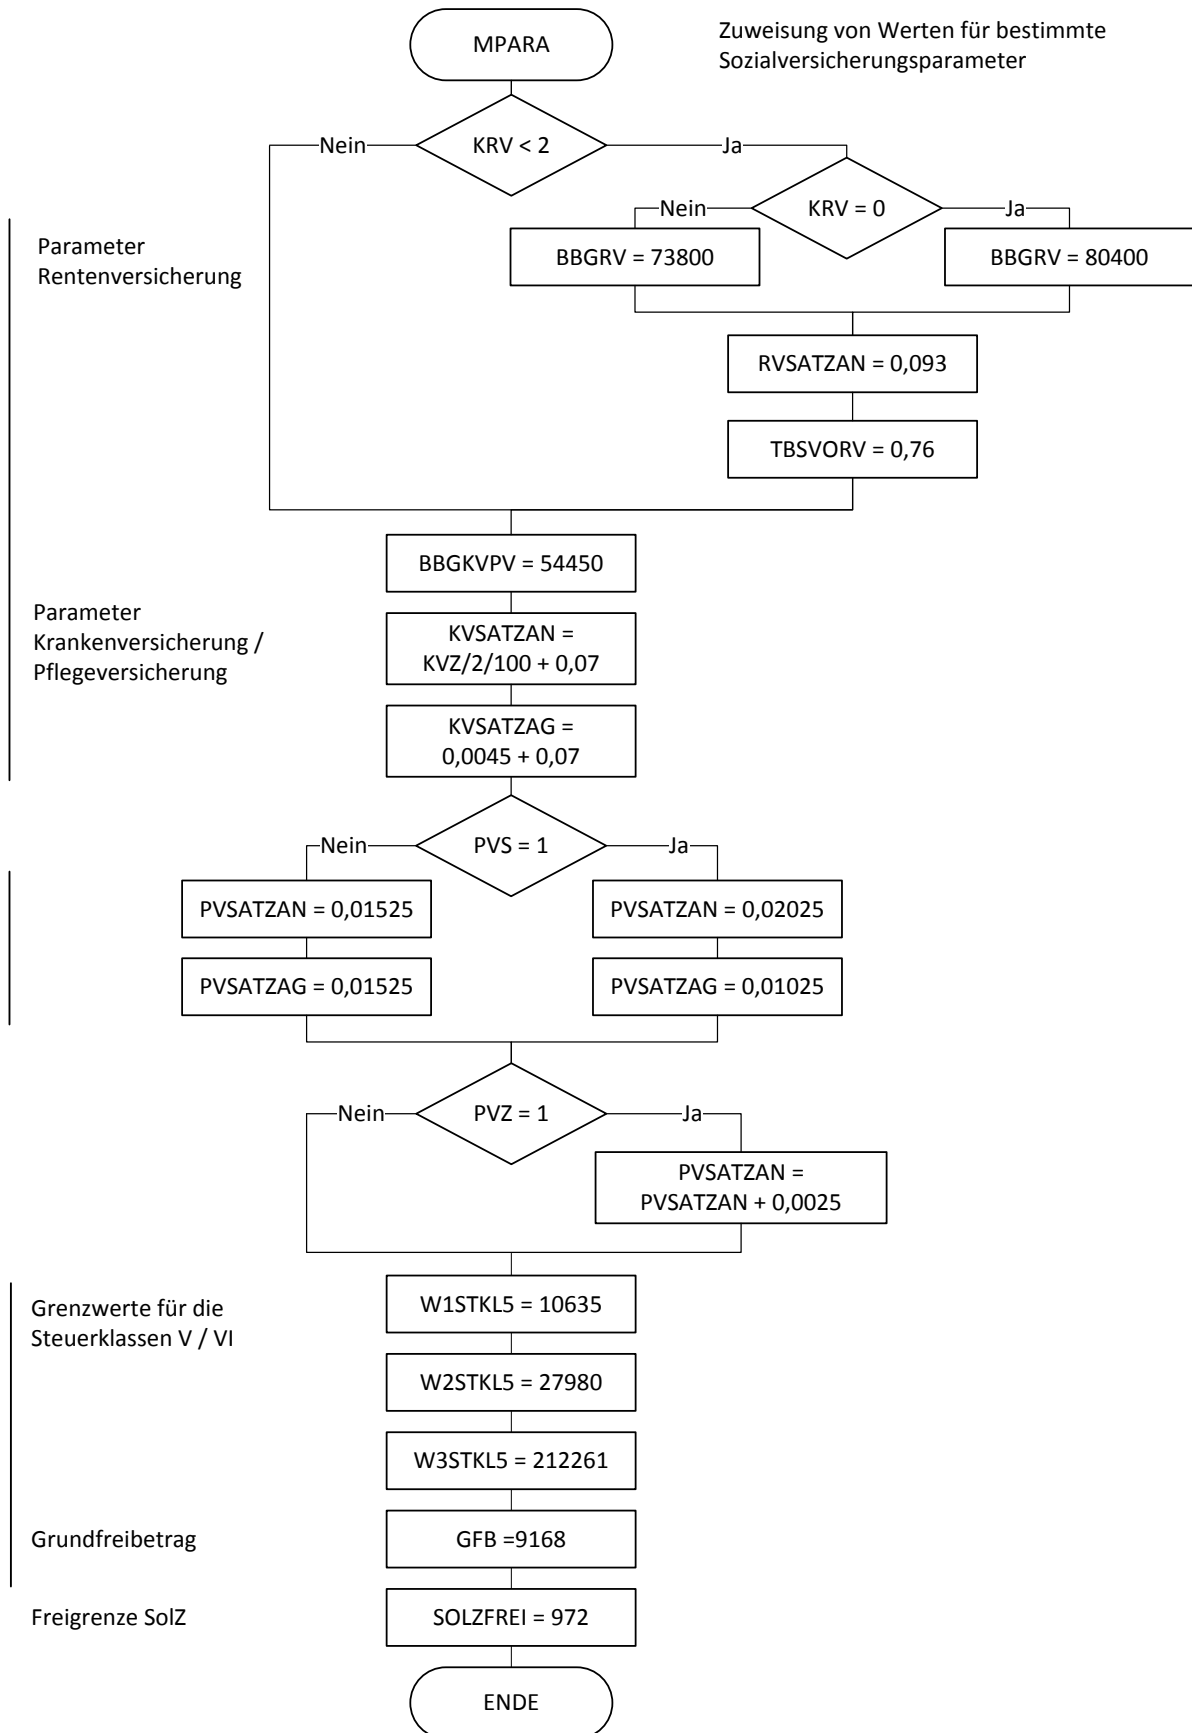 MPARA
Zuweisung von Werten für bestimmte
Sozialversicherungsparameter
Nein
KRV < 2
Ja
Nein
KRV = 0
Ja
Parameter
Rentenversicherung
BBGRV = 73800
BBGRV = 80400
RVSATZAN = 0,093
TBSVORV = 0,76
BBGKVPV = 54450
Parameter
Krankenversicherung /
Pflegeversicherung
KVSATZAN =
KVZ/2/100 + 0,07
KVSATZAG =
0,0045 + 0,07
Nein
PVS = 1
Ja
PVSATZAN = 0,01525
PVSATZAN = 0,02025
PVSATZAG = 0,01525
PVSATZAG = 0,01025
Nein
PVZ = 1
Ja
PVSATZAN =
PVSATZAN + 0,0025
Grenzwerte für die
Steuerklassen V / VI
W1STKL5 = 10635
W2STKL5 = 27980
W3STKL5 = 212261
Grundfreibetrag
GFB =9168
Freigrenze SolZ
SOLZFREI = 972
ENDE